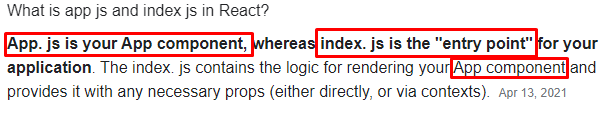 What is app js and index js in React?
App. js is your App component, whereas index. js is the "entry point" for your
application. The index. js contains the logic for rendering your App component and
provides it with any necessary props (either directly, or via contexts). Apr 13, 2021